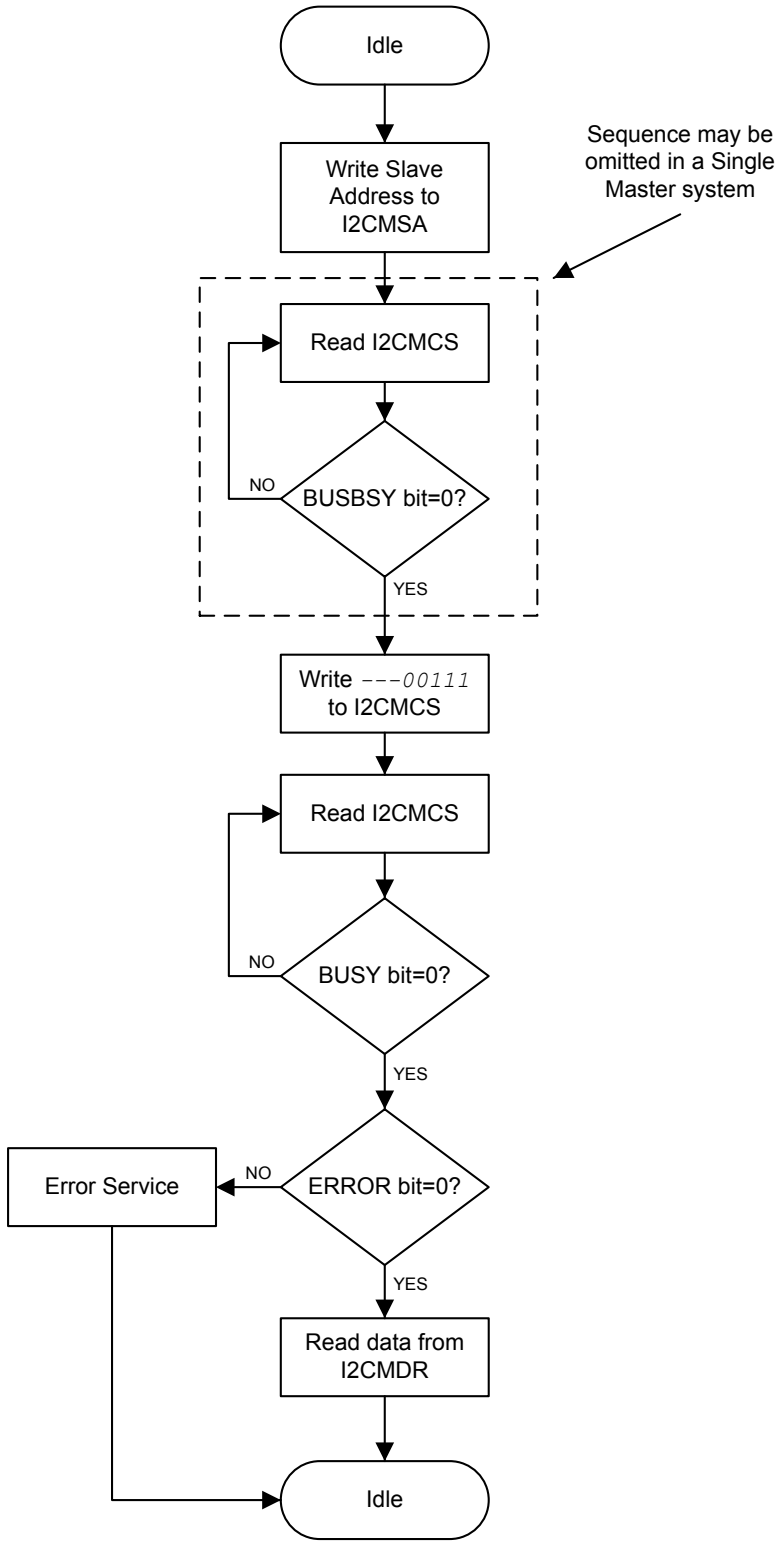 Idle
Sequence may be
omitted in a Single
Master system
Write Slave
Address to
I2CMSA
Read I2CMCS
NO
BUSBSY bit=0?
YES
Write ---00111
to I2CMCS
Read I2CMCS
NO
BUSY bit=0?
YES
Error Service
NO
ERROR bit=0?
YES
Read data from
I2CMDR
Idle